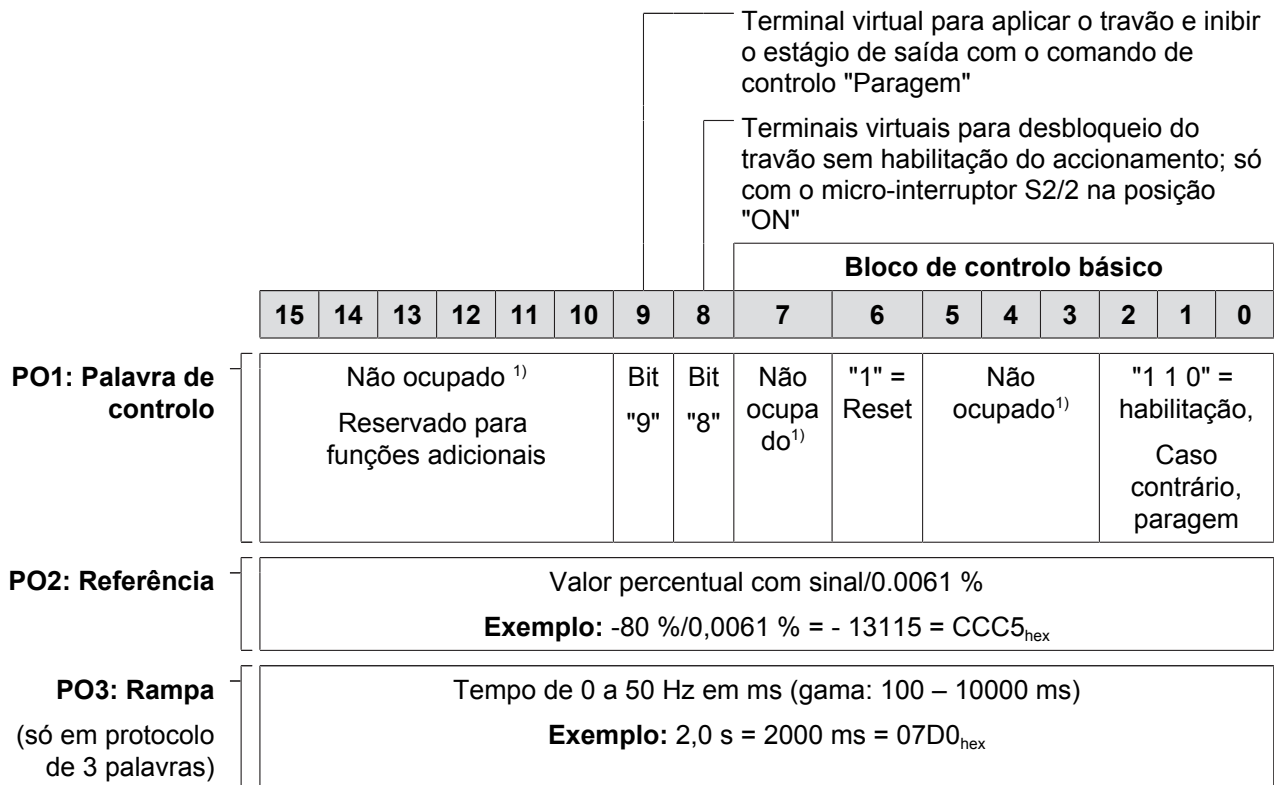 Terminal virtual para aplicar o travão e inibir
o estágio de saída com o comando de
controlo "Paragem"
Terminais virtuais para desbloqueio do
travão sem habilitação do accionamento; só
com o micro-interruptor S2/2 na posição
"ON"
Bloco de controlo básico
15 14 13 12 11 10 9 8 7 6 5 4 3 2 1 0
PO1: Palavra de
controlo
Não ocupado 1)
Reservado para
funções adicionais
Bit
"9"
Bit
"8"
Não
ocupa
do1)
"1" =
Reset
Não
ocupado1)
"1 1 0" =
habilitação,
Caso
contrário,
paragem
PO2: Referência
Valor percentual com sinal/0.0061 %
Exemplo: -80 %/0,0061 % = - 13115 = CCC5hex
PO3: Rampa
(só em protocolo
de 3 palavras)
Tempo de 0 a 50 Hz em ms (gama: 100 – 10000 ms)
Exemplo: 2,0 s = 2000 ms = 07D0hex